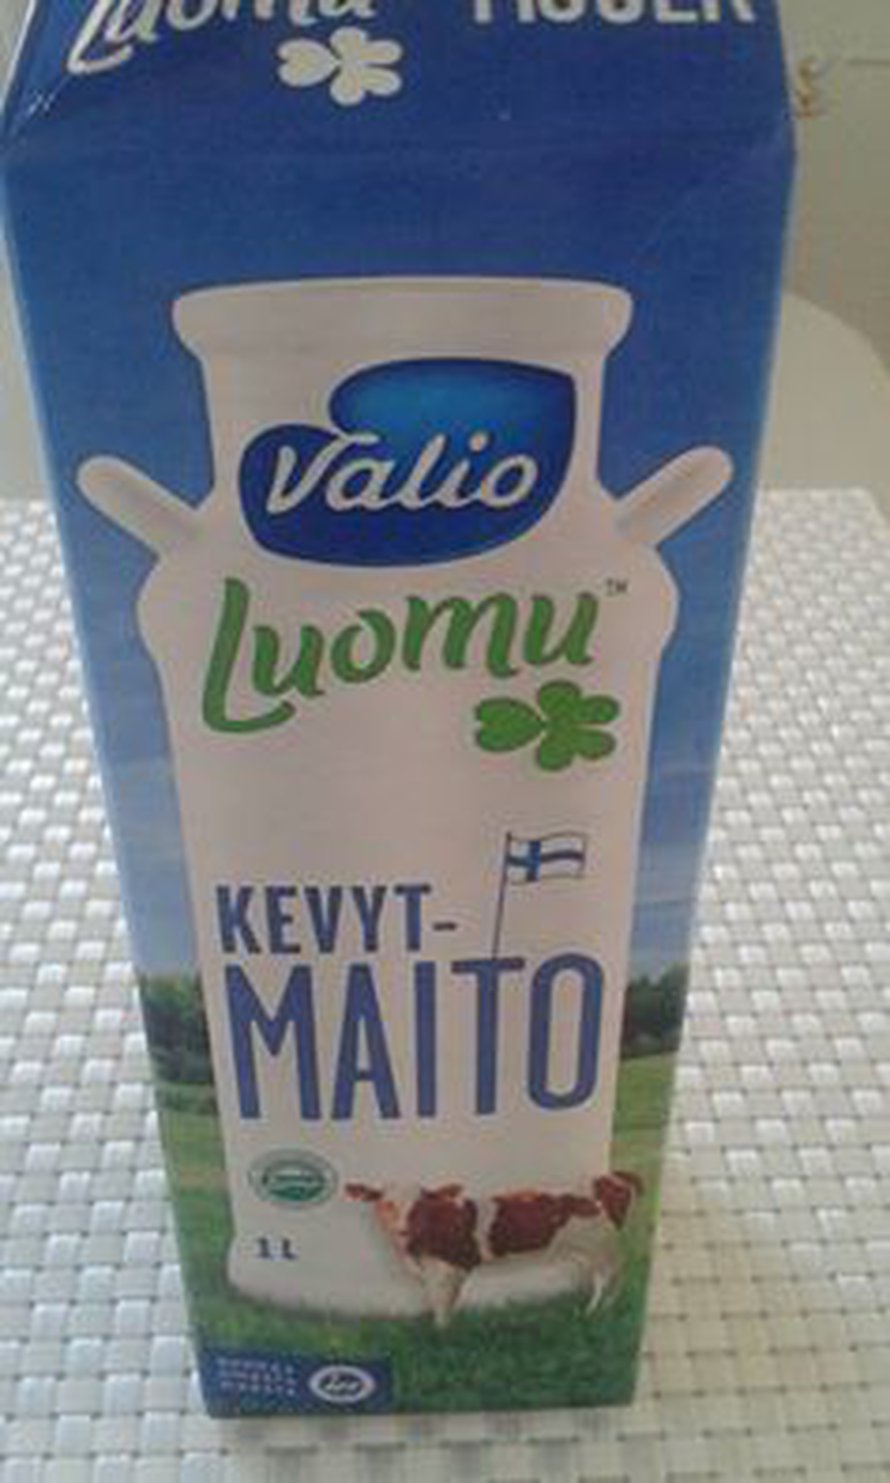 Luomu
Valio
Luomu™
KEVYT-
MAITO
1 L